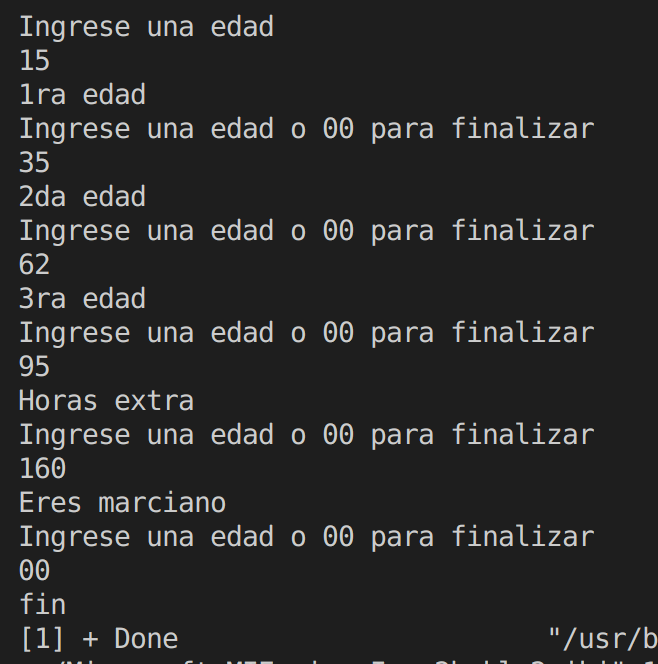 Ingrese una edad
15
1ra edad
Ingrese una edad o 00 para finalizar
35
2da edad
Ingrese una edad o 00 para finalizar
62
3ra edad
Ingrese una edad o 00 para finalizar
95
Horas extra
Ingrese una edad o 00 para finalizar
160
Eres marciano
Ingrese una edad o 00 para finalizar
00
fin
[1] + Done "/usr/b